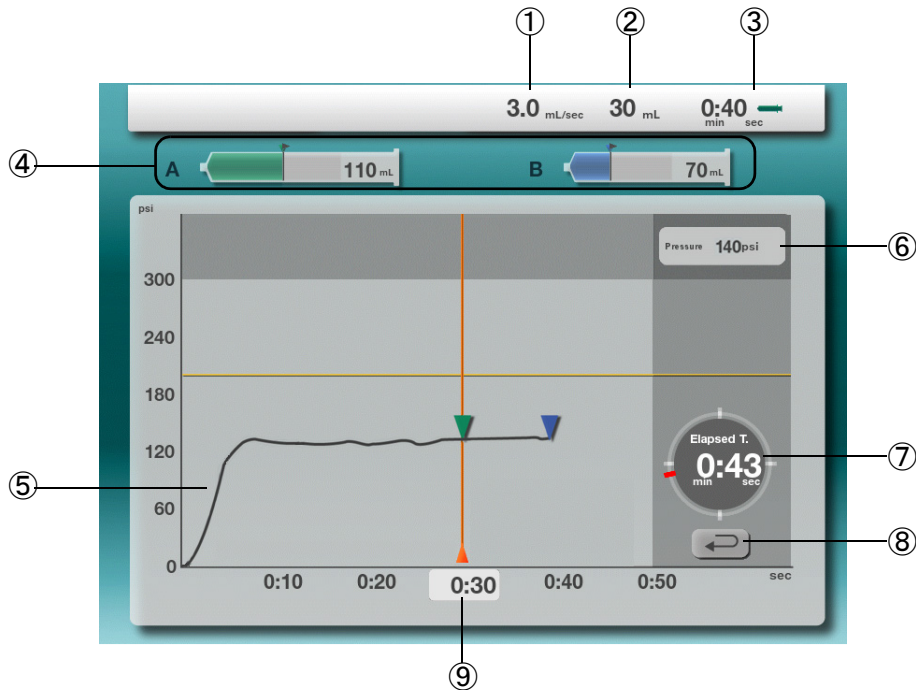 ① ② ③
3.0 mL/sec 30 mL 0:40 min sec
④ A 110 mL B 70 mL
psi
Pressure 140psi ⑥
300
240
180
120
Elapsed T.
0:43 ⑦
min sec
⑤
60
⑧
0
0:10 0:20 0:30 0:40 0:50 sec
⑨